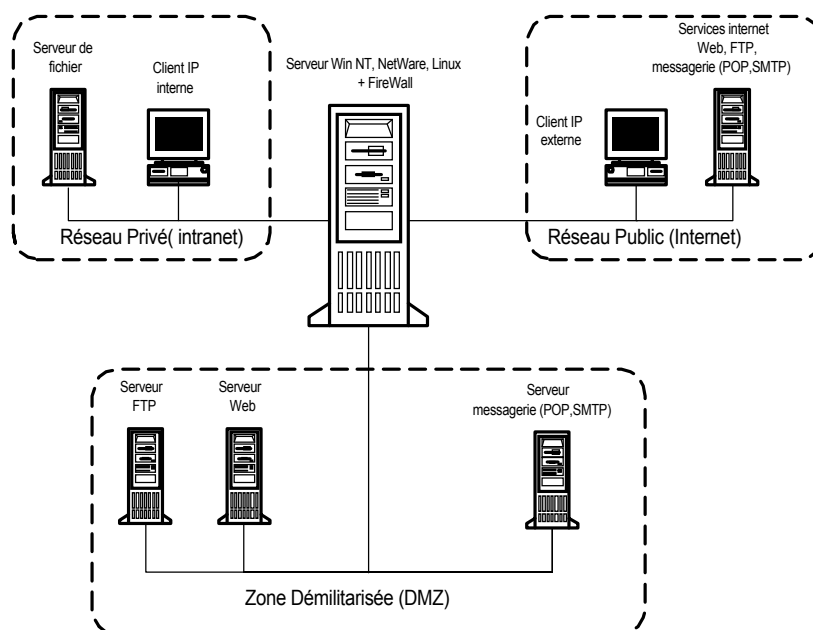 Serveur de
fichier
Client IP
interne
Réseau Privé( intranet)
Serveur Win NT, NetWare, Linux
+ FireWall
Services internet
Web, FTP,
messagerie (POP,SMTP)
Client IP
externe
Réseau Public (Internet)
Serveur
FTP
Serveur
Web
Serveur
messagerie (POP,SMTP)
Zone Démilitarisée (DMZ)